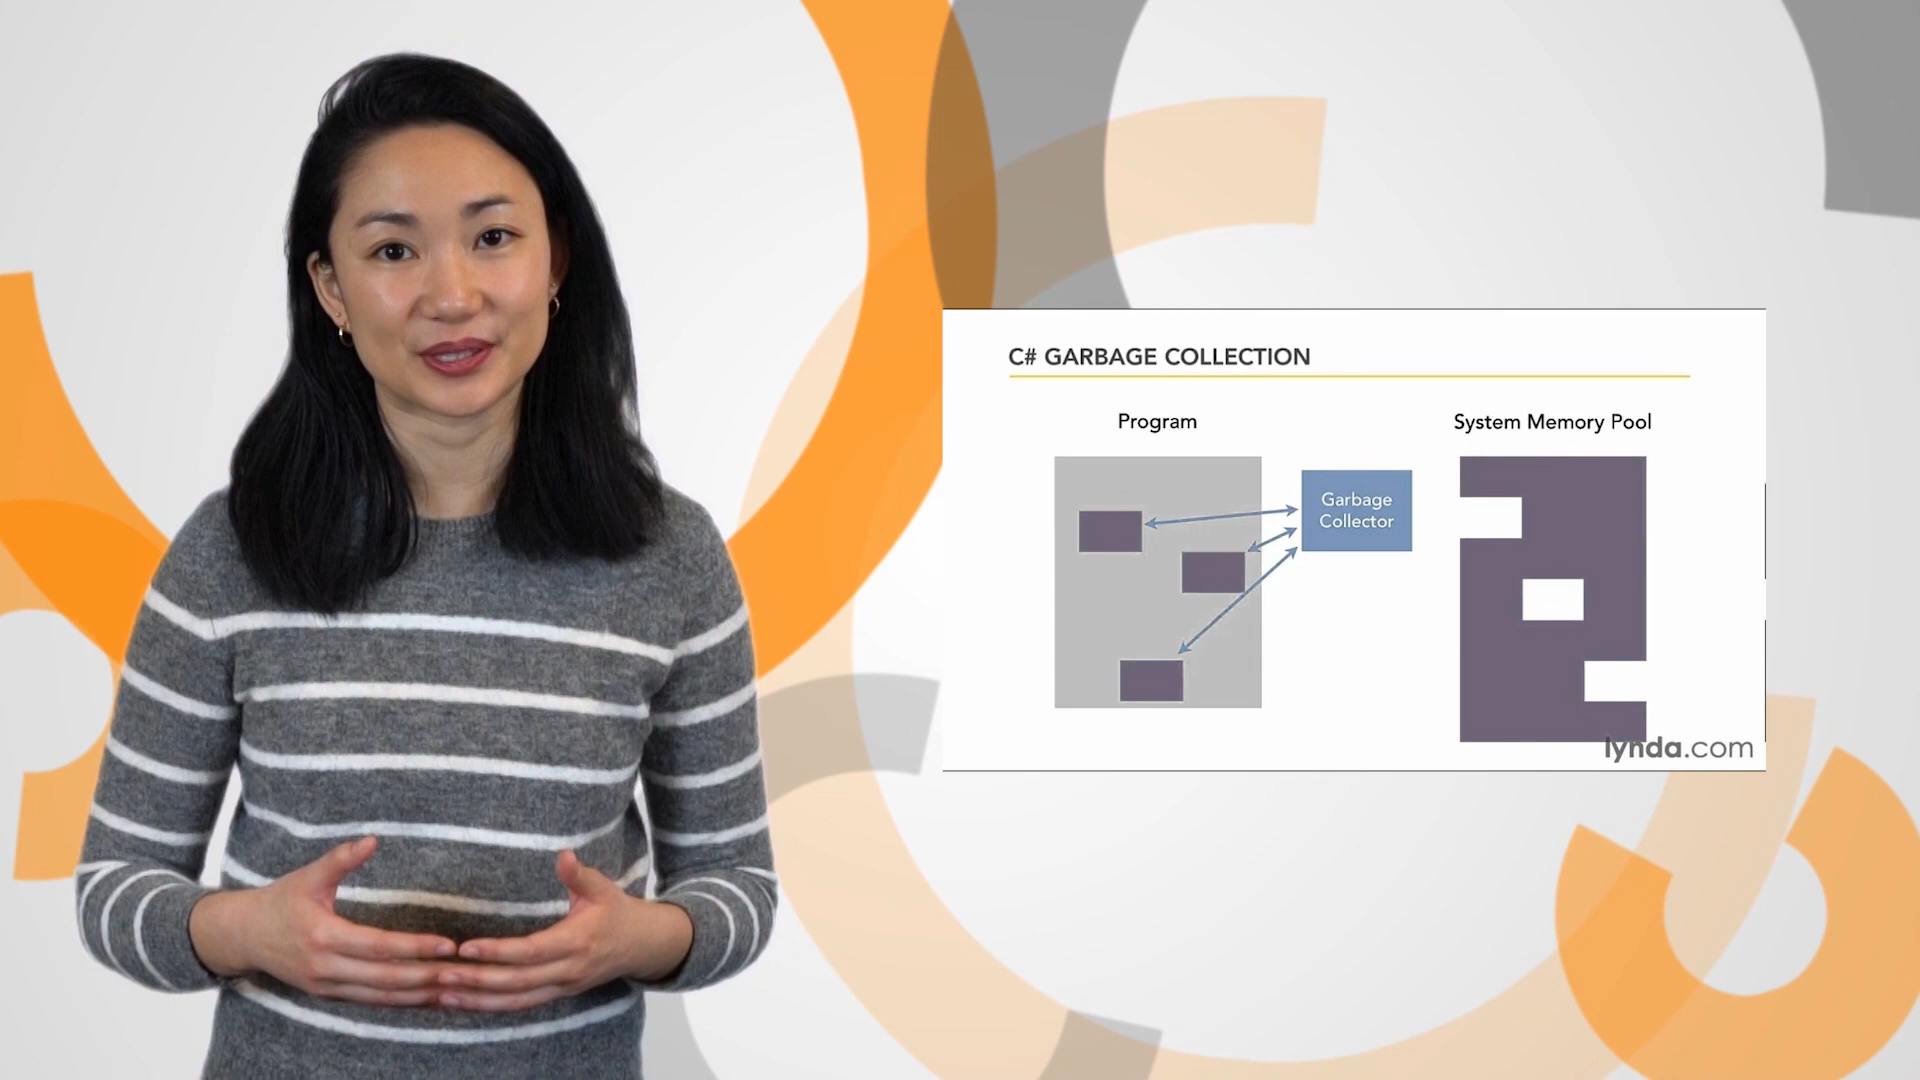 C# GARBAGE COLLECTION
Program
System Memory Pool
Garbage
Collector
lynda.com